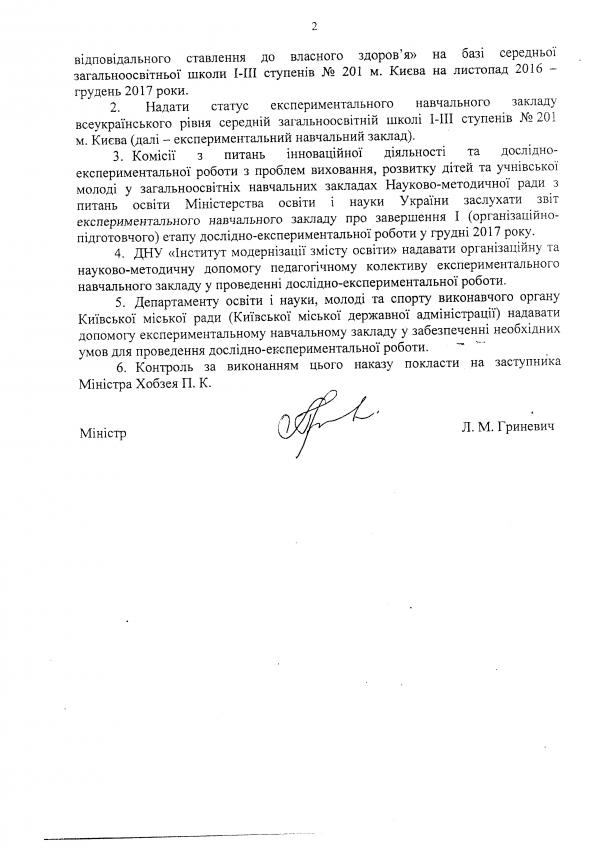 2
відповідального ставлення до власного здоров'я» на базі середньої
загальноосвітньої школи І-ІІІ ступенів № 201 м. Києва на листопад 2016 –
грудень 2017 роки.
2. Надати статус експериментального навчального закладу
всеукраїнського рівня середній загальноосвітній школі І-ІІІ ступенів № 201
м. Києва (далі – експериментальний навчальний заклад).
3. Комісії з питань інноваційної діяльності та дослідно-
експериментальної роботи з проблем виховання, розвитку дітей та учнівської
молоді у загальноосвітніх навчальних закладах Науково-методичної ради з
питань освіти Міністерства освіти і науки України заслухати звіт
експериментального навчального закладу про завершення І (організаційно-
підготовчого) етапу дослідно-експериментальної роботи у грудні 2017 року.
4. ДНУ «Інститут модернізації змісту освіти» надавати організаційну та
науково-методичну допомогу педагогічному колективу експериментального
навчального закладу у проведенні дослідно-експериментальної роботи.
5. Департаменту освіти і науки, молоді та спорту виконавчого органу
Київської міської ради (Київської міської державної адміністрації) надавати
допомогу експериментальному навчальному закладу у забезпеченні необхідних
умов для проведення дослідно-експериментальної роботи.
6. Контроль за виконанням цього наказу покласти на заступника
Міністра Хобзея П. К.
Міністр
Л. М. Гриневич